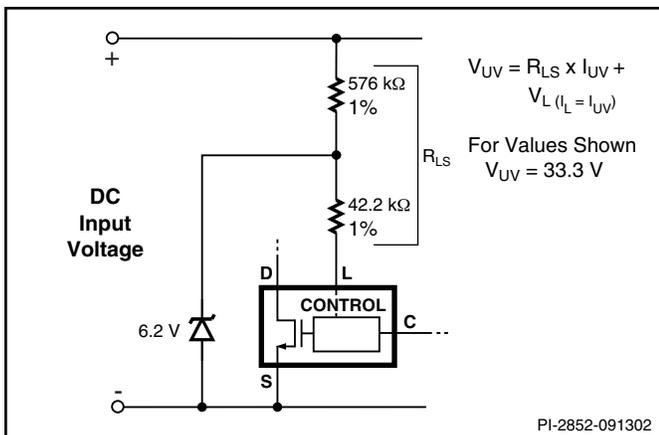 +
576 kΩ
1%
V_UV = R_LS x I_UV +
V_L (I_L = I_UV)
For Values Shown
V_UV = 33.3 V
R_LS
42.2 kΩ
1%
DC
Input
Voltage
D
L
CONTROL
C
6.2 V
S
-
PI-2852-091302